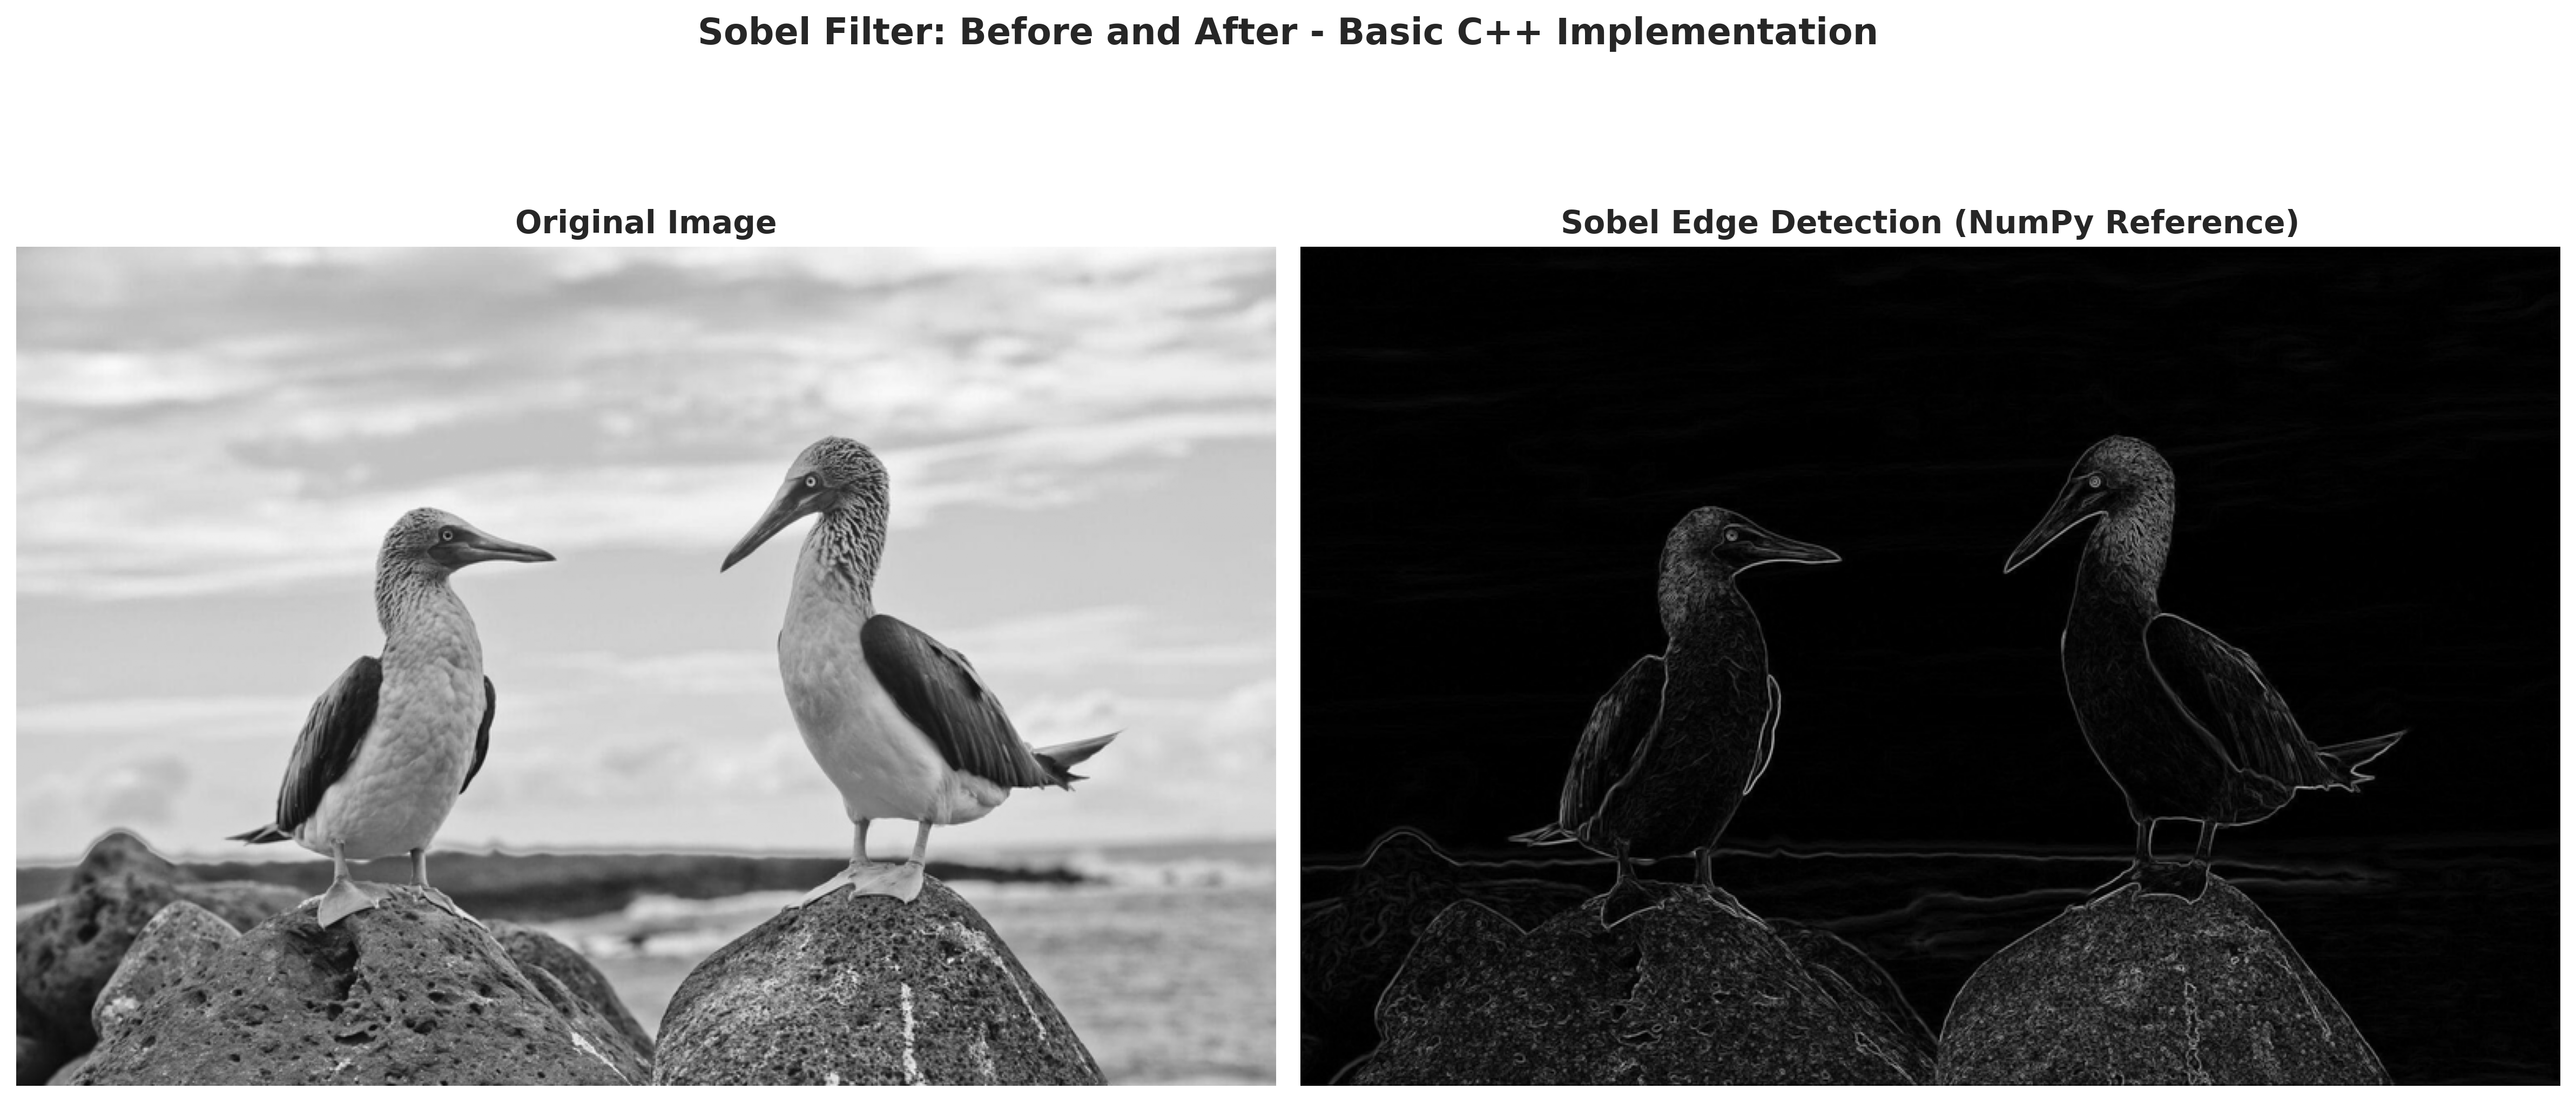 Sobel Filter: Before and After - Basic C++ Implementation
Original Image
Sobel Edge Detection (NumPy Reference)